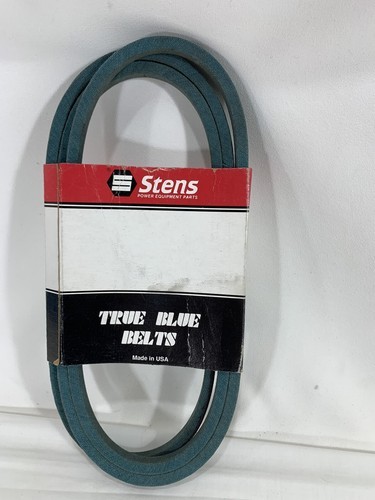 Stens
POWER EQUIPMENT PARTS
TRUE BLUE
BELTS
Made in USA